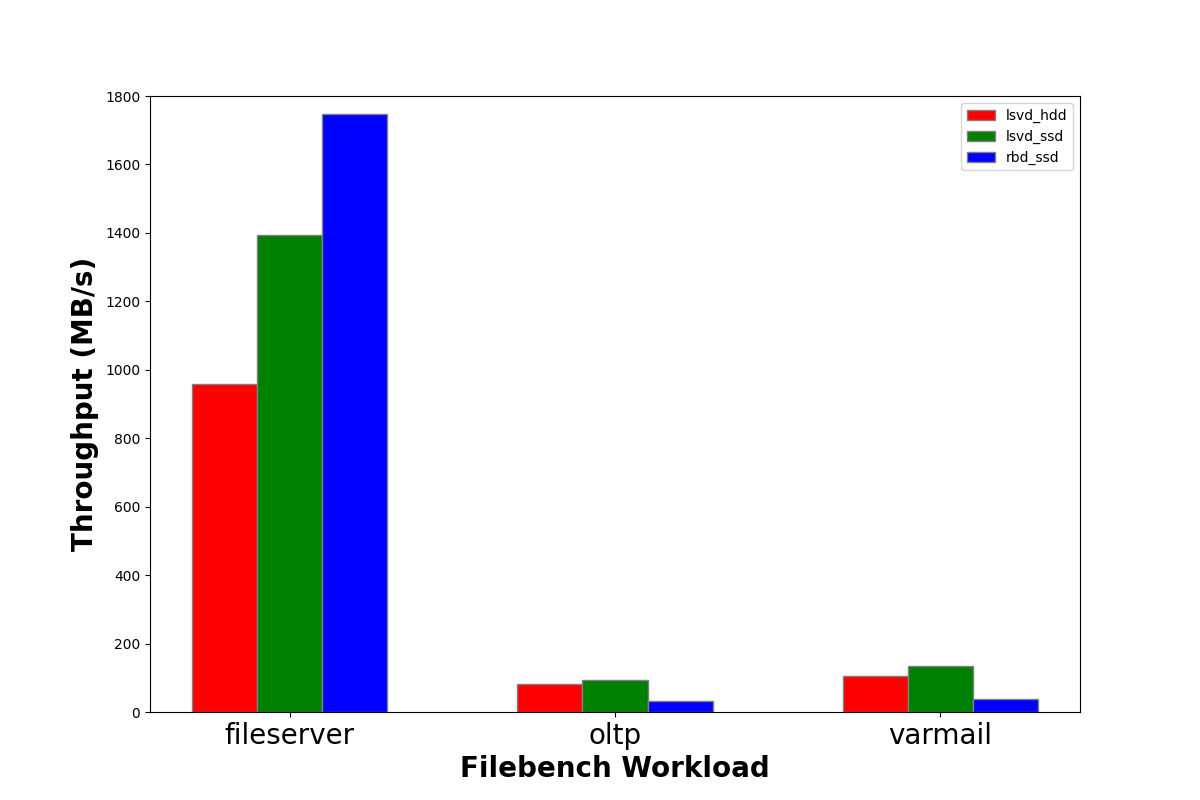 1800
1600
1400
1200
1000
800
600
400
200
0
Throughput (MB/s)
lsvd_hdd
lsvd_ssd
rbd_ssd
fileserver oltp varmail
Filebench Workload